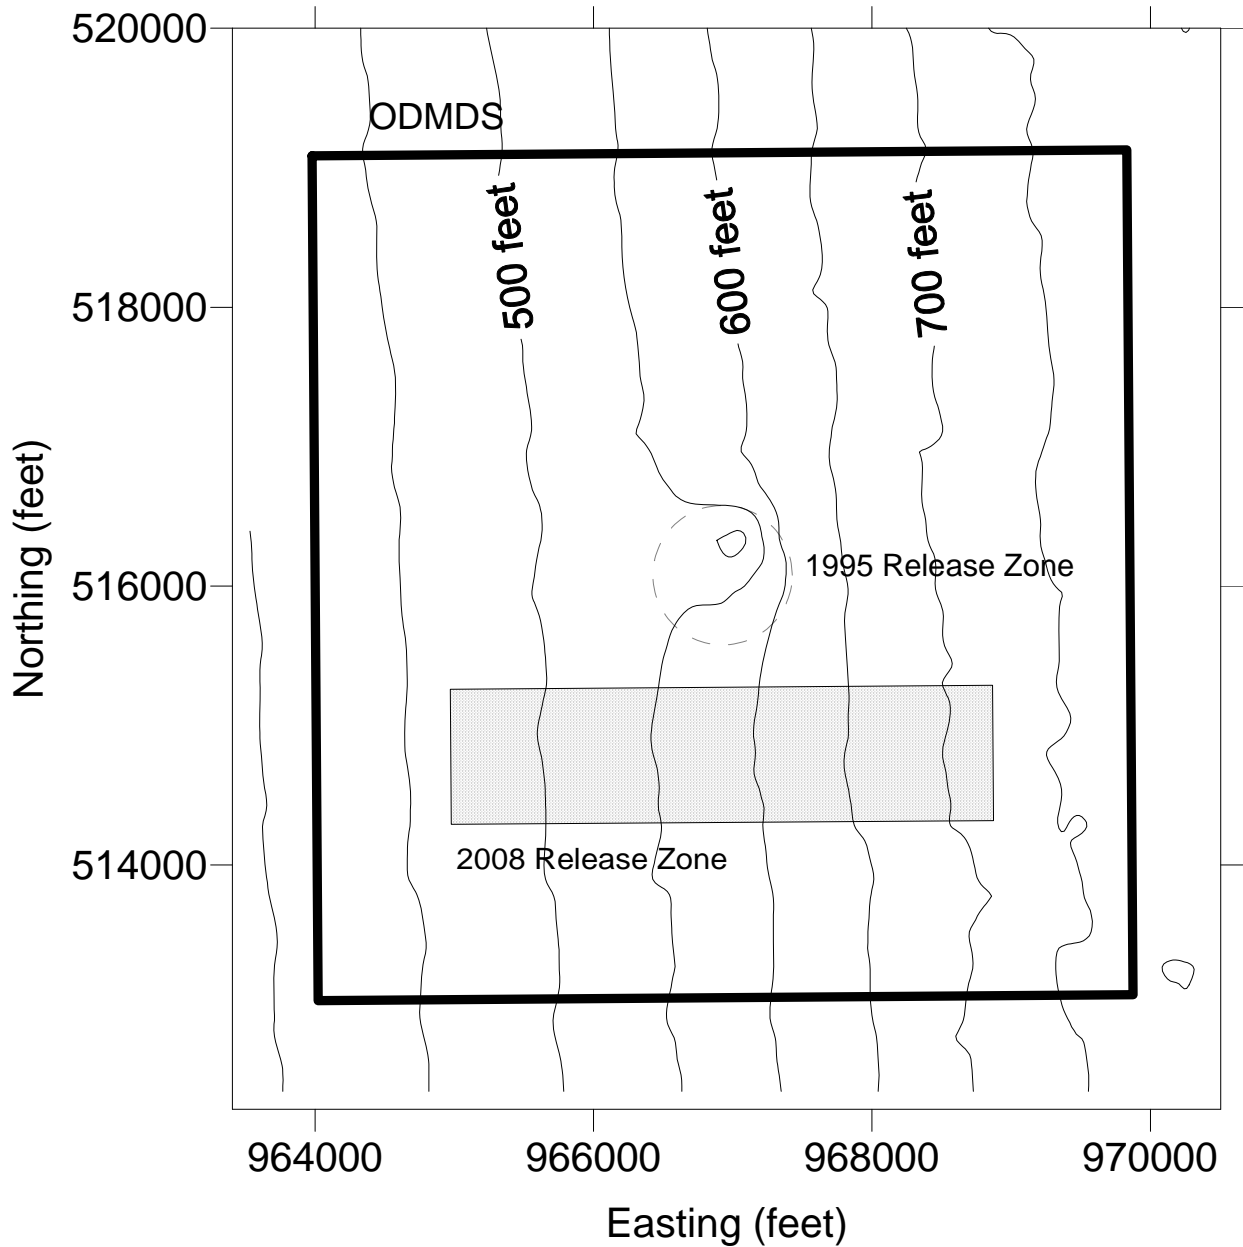 520000
ODMDS
500 feet
600 feet
700 feet
518000
Northing (feet)
516000
1995 Release Zone
514000
2008 Release Zone
964000
966000
968000
970000
Easting (feet)